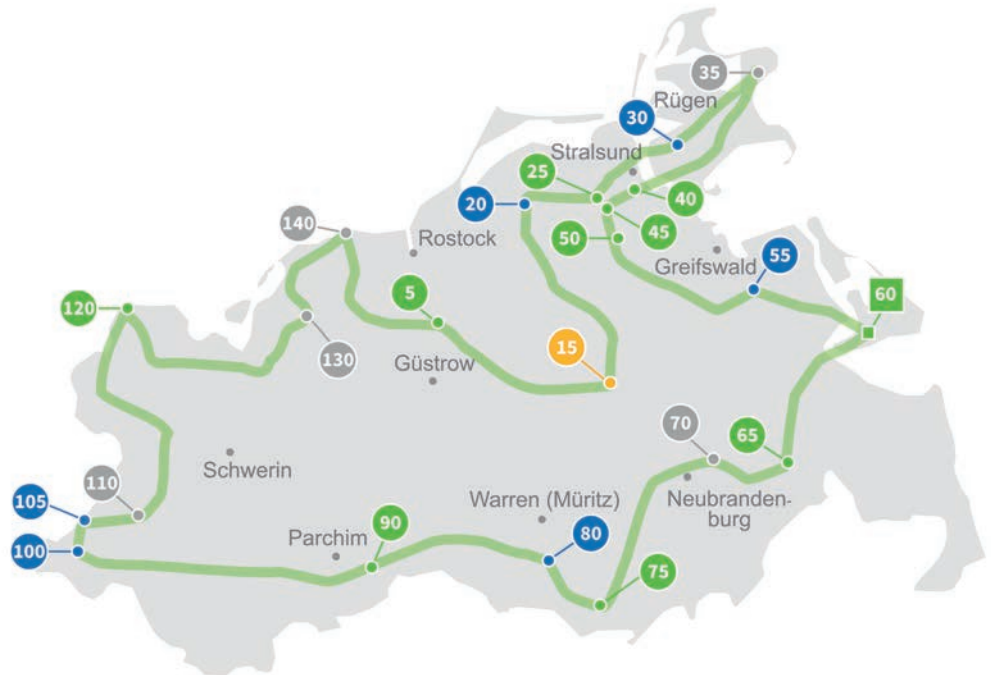 35
Rügen
30
Stralsund
25
40
20
140
45
Rostock
50
Greifswald
55
60
120
5
15
130
Güstrow
70
65
110
Schwerin
Neubranden-
burg
105
Warren (Müritz)
90
Parchim
80
100
75